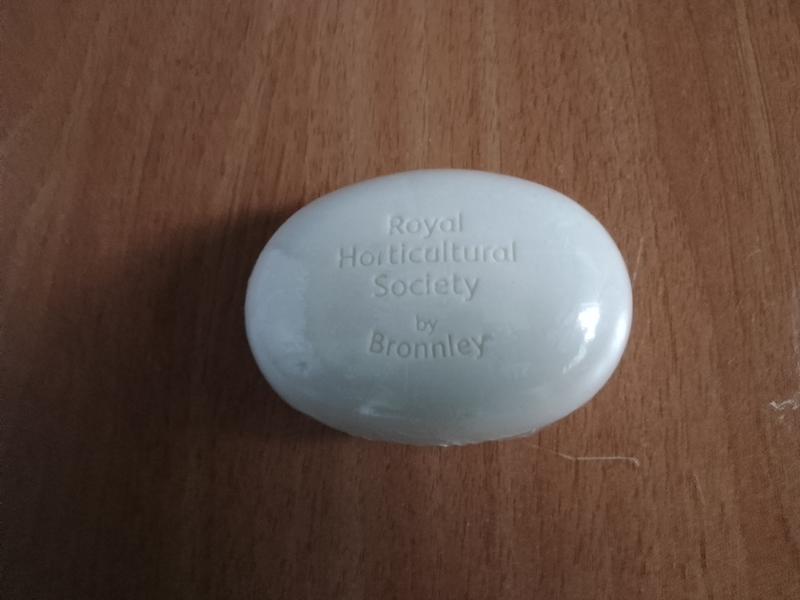 Royal
Horticultural
Society
by
Bronnley